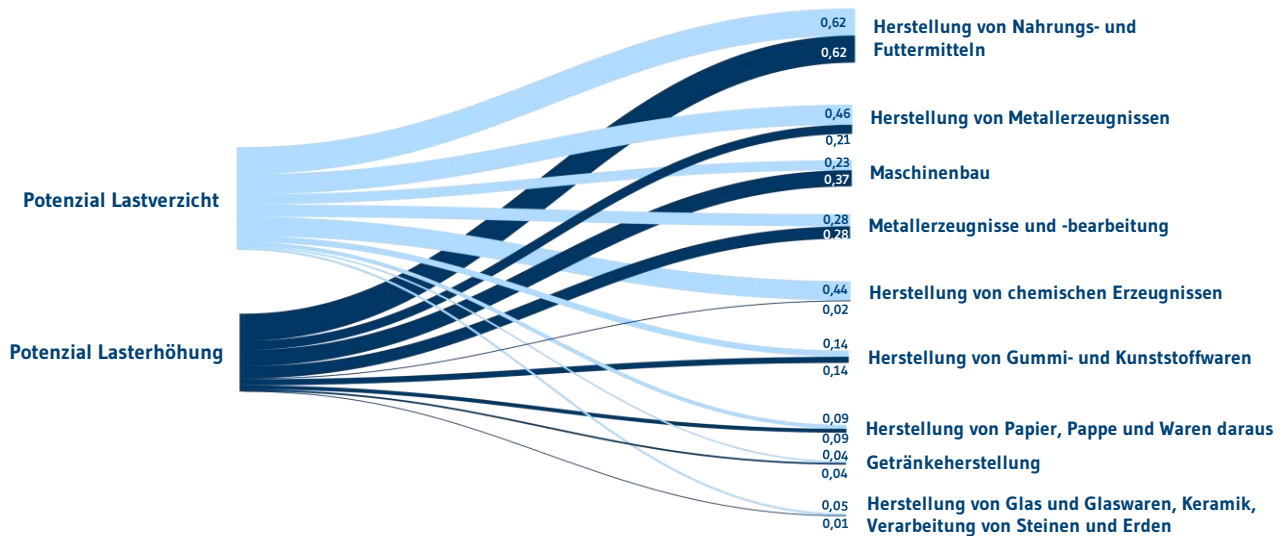 0,62
0,62
Herstellung von Nahrungs- und
Futtermitteln
0,46
0,21
Herstellung von Metallerzeugnissen
0,23
0,37
Maschinenbau
Potenzial Lastverzicht
0,28
0,28
Metallerzeugnisse und -bearbeitung
0,44
0,02
Herstellung von chemischen Erzeugnissen
Potenzial Lasterhöhung
0,14
0,14
Herstellung von Gummi- und Kunststoffwaren
0,09
0,09
Herstellung von Papier, Pappe und Waren daraus
0,04
0,04
Getränkeherstellung
0,05
0,01
Herstellung von Glas und Glaswaren, Keramik,
Verarbeitung von Steinen und Erden